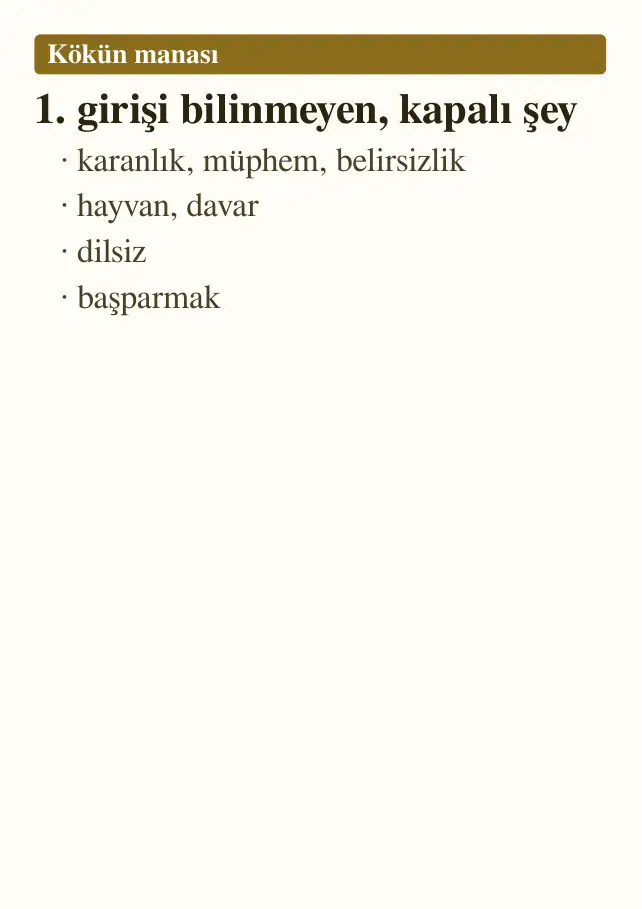 Kökün manası
1. girişi bilinmeyen, kapalı şey
· karanlık, müphem, belirsizlik
· hayvan, davar
· dilsiz
· başparmak